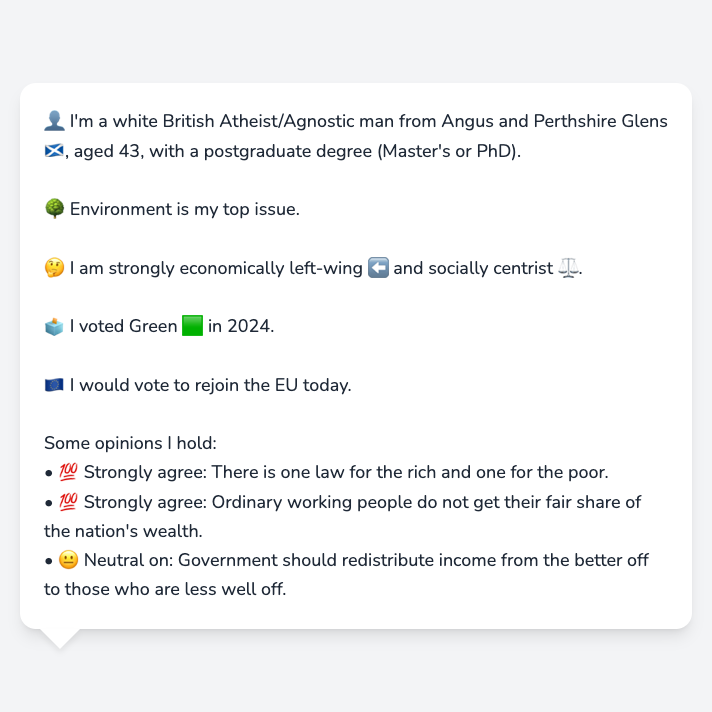 👤 I'm a white British Atheist/Agnostic man from Angus and Perthshire Glens
🏴󠁧󠁢󠁳󠁣󠁴󠁿, aged 43, with a postgraduate degree (Master's or PhD).
🌳 Environment is my top issue.
🤔 I am strongly economically left-wing ⬅️ and socially centrist ⚖️.
🗳️ I voted Green 🟩 in 2024.
🇪🇺 I would vote to rejoin the EU today.
Some opinions I hold:
• 💯 Strongly agree: There is one law for the rich and one for the poor.
• 💯 Strongly agree: Ordinary working people do not get their fair share of
the nation's wealth.
• 😐 Neutral on: Government should redistribute income from the better off
to those who are less well off.